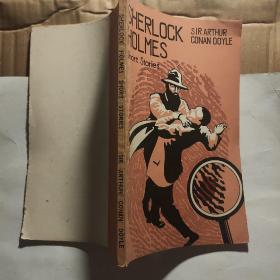 SHERLOCK
HOLMES
Short Stories
SIR ARTHUR
CONAN DOYLE
SHERLOCK HOLMES SHORT STORIES SIR ARTHUR CONAN DOYLE